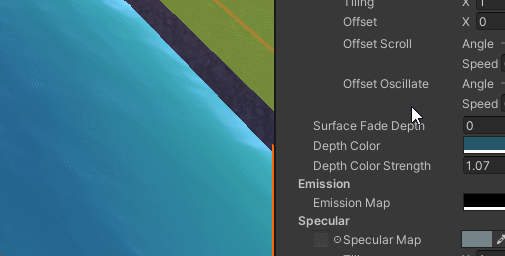 Tiling X 1
Offset X 0
Offset Scroll Angle
Speed
Offset Oscillate Angle
Speed
Surface Fade Depth 0
Depth Color
Depth Color Strength 1.07
Emission
Emission Map
Specular
Specular Map